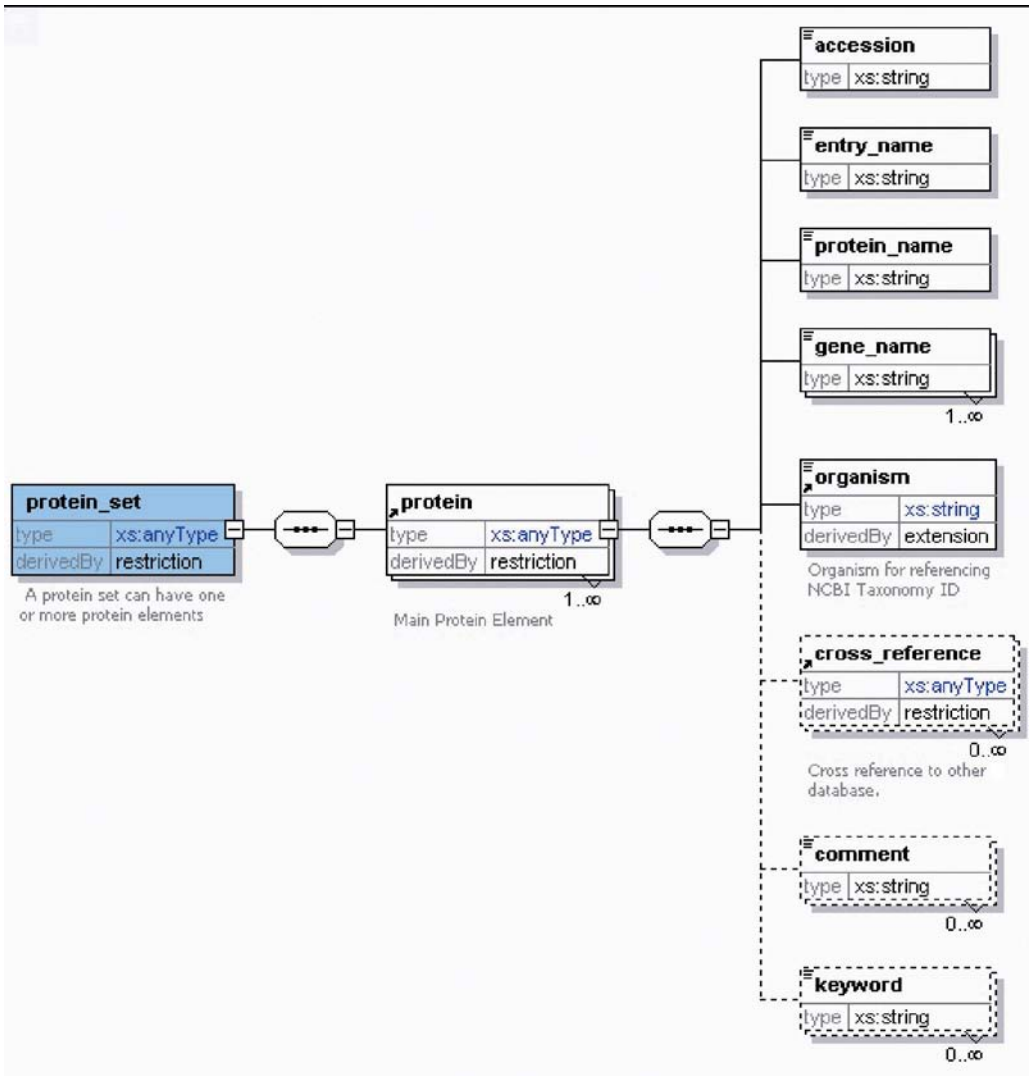 accession
type xs:string
entry_name
type xs:string
protein_name
type xs:string
gene_name
type xs:string
1..∞
protein_set
type xs:anyType
derivedBy restriction
A protein set can have one
or more protein elements
protein
type xs:anyType
derivedBy restriction
1..∞
Main Protein Element
organism
type xs:string
derivedBy extension
Organism for referencing
NCBI Taxonomy ID
cross_reference
type xs:anyType
derivedBy restriction
0..∞
Cross reference to other
database.
comment
type xs:string
0..∞
keyword
type xs:string
0..∞